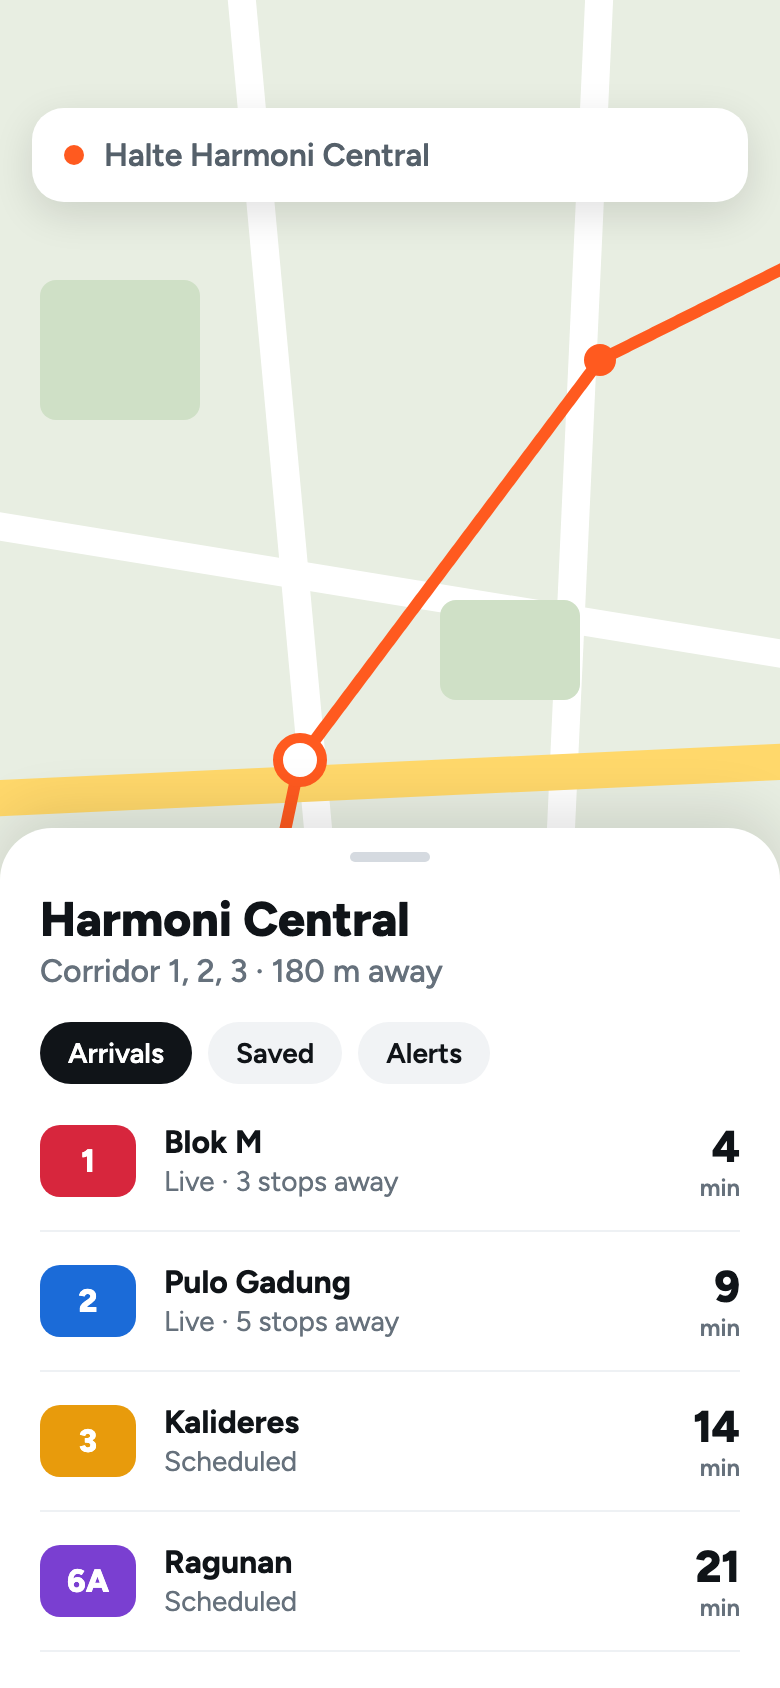 Halte Harmoni Central
Harmoni Central
Corridor 1, 2, 3 · 180 m away
Arrivals
Saved
Alerts
1
Blok M
Live · 3 stops away
4
min
2
Pulo Gadung
Live · 5 stops away
9
min
3
Kalideres
Scheduled
14
min
6A
Ragunan
Scheduled
21
min